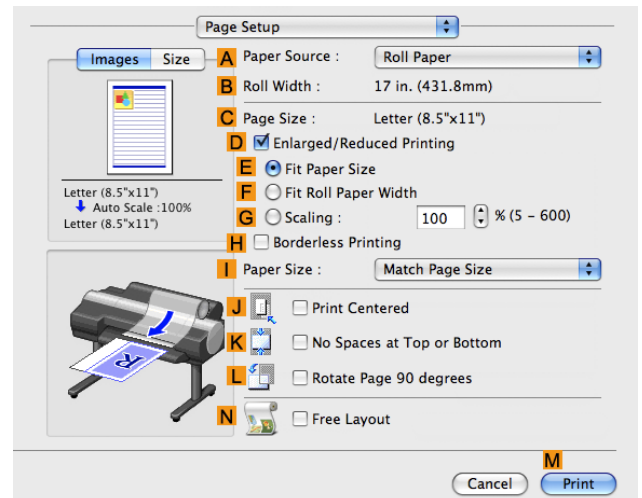 Page Setup
Images Size
A Paper Source : Roll Paper
B Roll Width : 17 in. (431.8mm)
C Page Size : Letter (8.5"x11")
D Enlarged/Reduced Printing
E Fit Paper Size
F Fit Roll Paper Width
G Scaling : 100 % (5 - 600)
H Borderless Printing
Letter (8.5"x11")
Auto Scale :100%
Letter (8.5"x11")
I Paper Size : Match Page Size
J Print Centered
K No Spaces at Top or Bottom
L Rotate Page 90 degrees
N Free Layout
R
M
Cancel Print